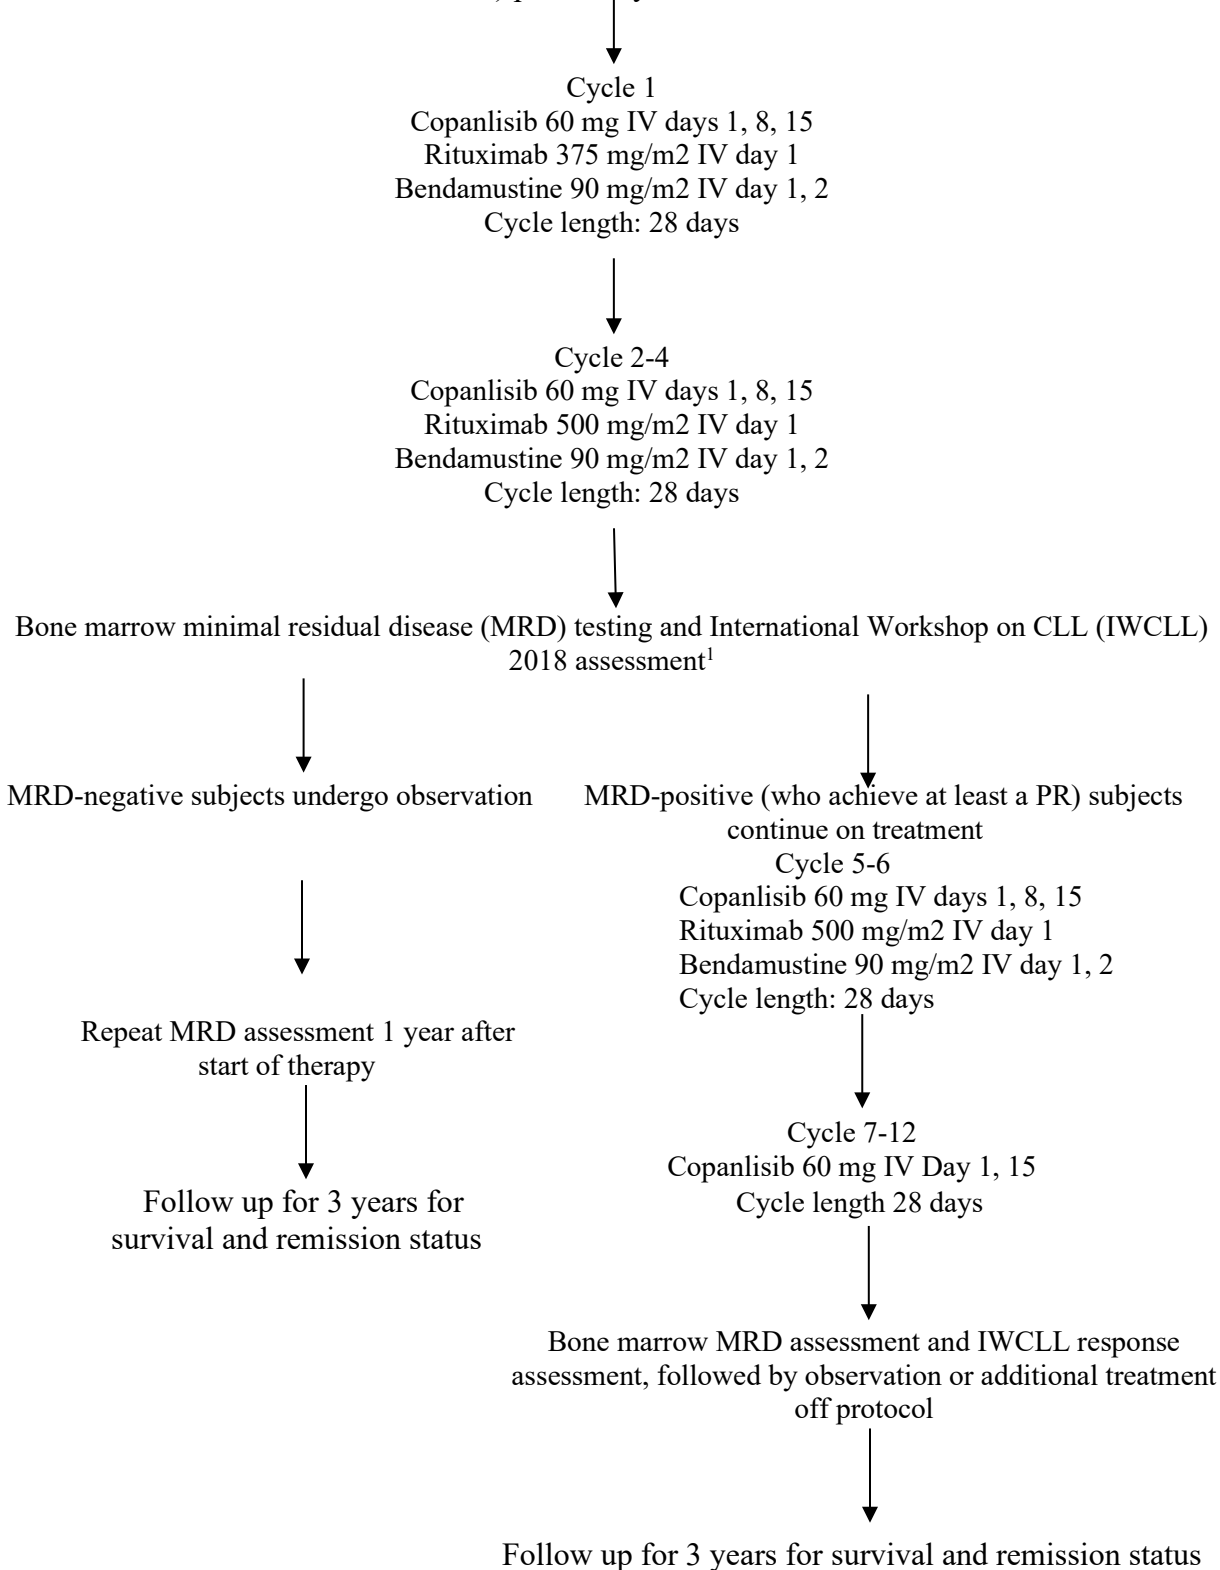 Cycle 1
Copanlisib 60 mg IV days 1, 8, 15
Rituximab 375 mg/m2 IV day 1
Bendamustine 90 mg/m2 IV day 1, 2
Cycle length: 28 days
Cycle 2-4
Copanlisib 60 mg IV days 1, 8, 15
Rituximab 500 mg/m2 IV day 1
Bendamustine 90 mg/m2 IV day 1, 2
Cycle length: 28 days
Bone marrow minimal residual disease (MRD) testing and International Workshop on CLL (IWCLL)
2018 assessment1
MRD-negative subjects undergo observation
Repeat MRD assessment 1 year after
start of therapy
Follow up for 3 years for
survival and remission status
MRD-positive (who achieve at least a PR) subjects
continue on treatment
Cycle 5-6
Copanlisib 60 mg IV days 1, 8, 15
Rituximab 500 mg/m2 IV day 1
Bendamustine 90 mg/m2 IV day 1, 2
Cycle length: 28 days
Cycle 7-12
Copanlisib 60 mg IV Day 1, 15
Cycle length 28 days
Bone marrow MRD assessment and IWCLL response
assessment, followed by observation or additional treatment
off protocol
Follow up for 3 years for survival and remission status